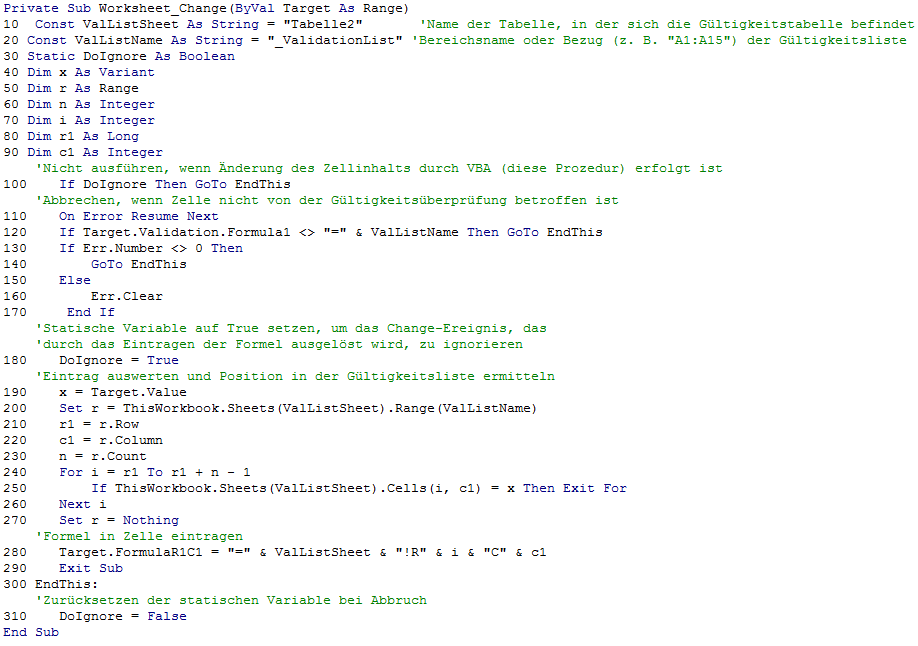 Private Sub Worksheet_Change(ByVal Target As Range)
10  Const ValListSheet As String = "Tabelle2"       'Name der Tabelle, in der sich die Gültigkeitstabelle befindet
20 Const ValListName As String = "_ValidationList" 'Bereichsname oder Bezug (z. B. "A1:A15") der Gültigkeitsliste
30 Static DoIgnore As Boolean
40 Dim x As Variant
50 Dim r As Range
60 Dim n As Integer
70 Dim i As Integer
80 Dim r1 As Long
90 Dim c1 As Integer
    'Nicht ausführen, wenn Änderung des Zellinhalts durch VBA (diese Prozedur) erfolgt ist
100    If DoIgnore Then GoTo EndThis
    'Abbrechen, wenn Zelle nicht von der Gültigkeitsüberprüfung betroffen ist
110    On Error Resume Next
120    If Target.Validation.Formula1 <> "=" & ValListName Then GoTo EndThis
130    If Err.Number <> 0 Then
140        GoTo EndThis
150    Else
160        Err.Clear
170     End If
    'Statische Variable auf True setzen, um das Change-Ereignis, das
    'durch das Eintragen der Formel ausgelöst wird, zu ignorieren
180    DoIgnore = True
    'Eintrag auswerten und Position in der Gültigkeitsliste ermitteln
190    x = Target.Value
200    Set r = ThisWorkbook.Sheets(ValListSheet).Range(ValListName)
210    r1 = r.Row
220    c1 = r.Column
230    n = r.Count
240    For i = r1 To r1 + n - 1
250        If ThisWorkbook.Sheets(ValListSheet).Cells(i, c1) = x Then Exit For
260    Next i
270    Set r = Nothing
    'Formel in Zelle eintragen
280    Target.FormulaR1C1 = "=" & ValListSheet & "!R" & i & "C" & c1
290    Exit Sub
300 EndThis:
    'Zurücksetzen der statischen Variable bei Abbruch
310    DoIgnore = False
End Sub